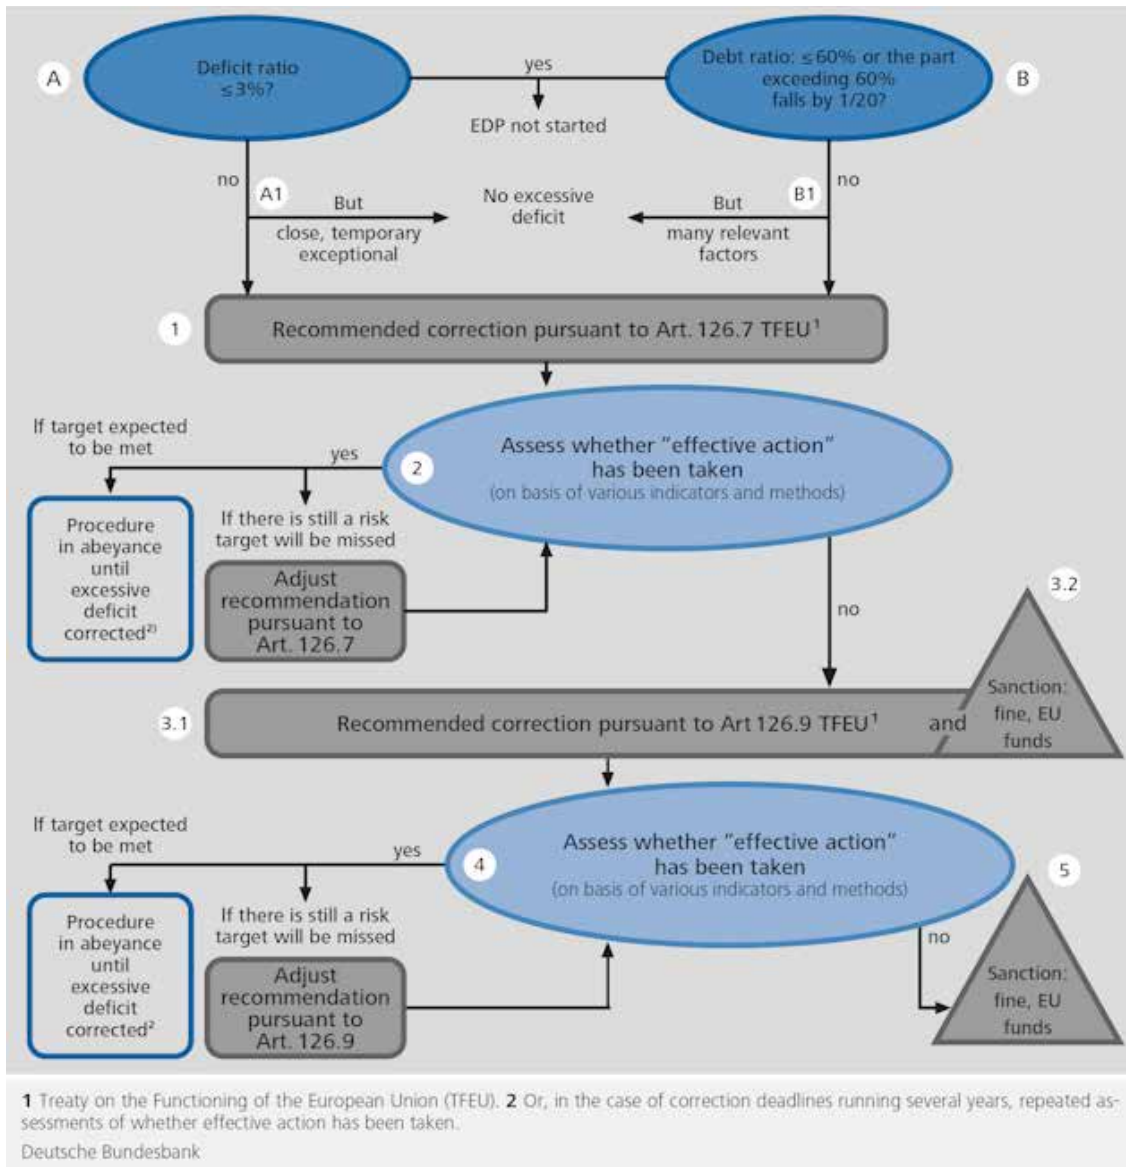 A
Deficit ratio
≤3%?
yes
EDP not started
Debt ratio: ≤60% or the part
exceeding 60%
falls by 1/20?
B
no
A1
But
close, temporary
exceptional
No excessive
deficit
B1
no
But
many relevant
factors
1
Recommended correction pursuant to Art. 126.7 TFEU¹
If target expected
to be met
yes
2
Assess whether "effective action"
has been taken
(on basis of various indicators and methods)
Procedure
in abeyance
until
excessive
deficit
corrected²⁾
If there is still a risk
target will be missed
Adjust
recommendation
pursuant to
Art. 126.7
no
3.2
Sanction:
fine, EU
funds
3.1
Recommended correction pursuant to Art 126.9 TFEU¹
and
If target expected
to be met
yes
4
Assess whether "effective action"
has been taken
(on basis of various indicators and methods)
Procedure
in abeyance
until
excessive
deficit
corrected²
If there is still a risk
target will be missed
Adjust
recommendation
pursuant to
Art. 126.9
no
5
Sanction:
fine, EU
funds
1 Treaty on the Functioning of the European Union (TFEU). 2 Or, in the case of correction deadlines running several years, repeated as-
sessments of whether effective action has been taken.
Deutsche Bundesbank